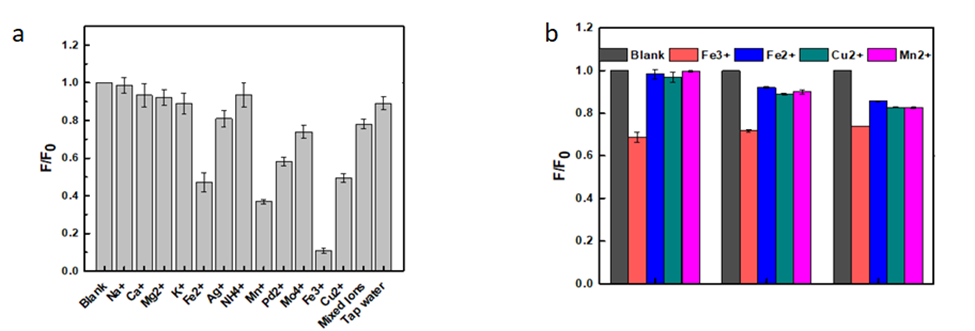 a
1.2
1.0
0.8
0.6
0.4
0.2
0.0
F/F0
Blank Na+ Ca+ Mg2+ K+ Fe2+ Ag+ NH4+ Mn+ Pd2+ Mo4+ Fe3+ Cu2+ Mixed ions Tap water
b
Blank Fe3+ Fe2+ Cu2+ Mn2+
1.2
1.0
0.8
0.6
0.4
0.2
0.0
F/F0